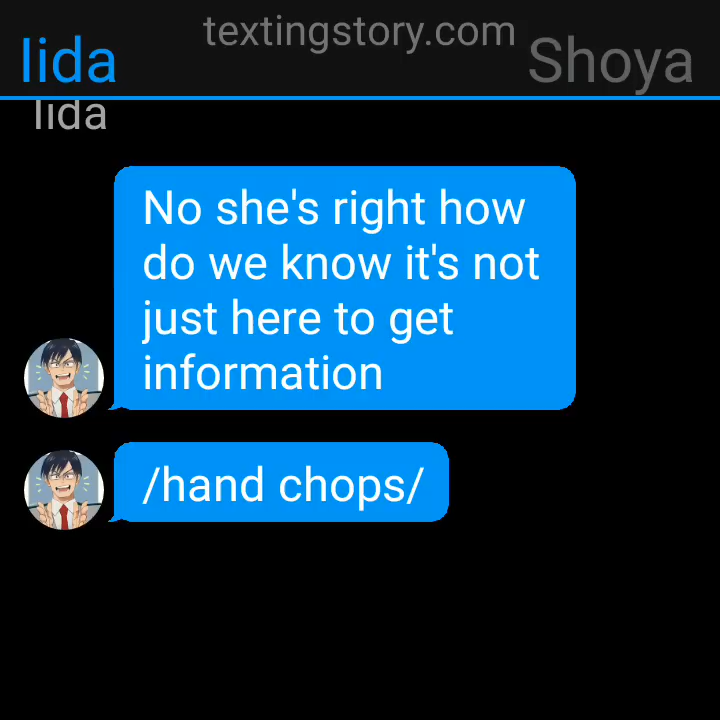 textingstory.com
Iida
Shoya
Iida
No she's right how
do we know it's not
just here to get
information
/hand chops/